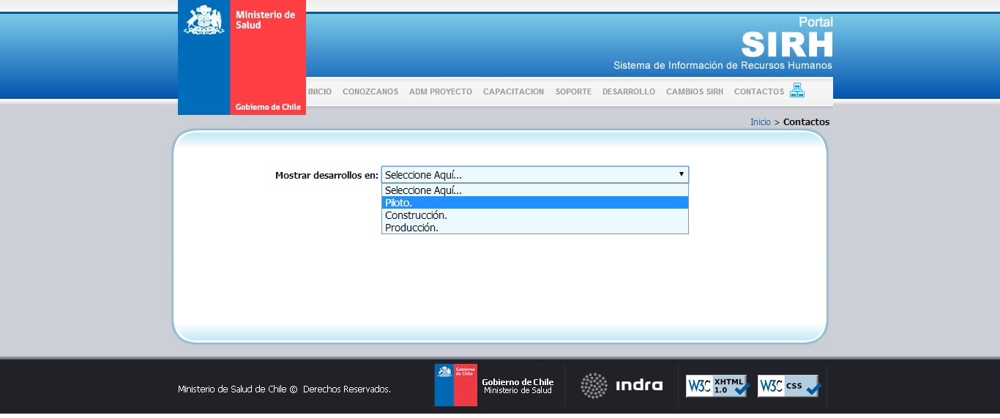 Ministerio de
Salud
Gobierno de Chile
Portal
SIRH
Sistema de Información de Recursos Humanos
INICIO CONOZCANOS ADM PROYECTO CAPACITACION SOPORTE DESARROLLO CAMBIOS SIRH CONTACTOS
Inicio > Contactos
Mostrar desarrollos en: Seleccione Aquí...
Seleccione Aquí...
Piloto.
Construcción.
Producción.
Ministerio de Salud de Chile © Derechos Reservados.
Gobierno
de Chile
Gobierno de Chile
Ministerio de Salud
indra
W3C XHTML
1.0
W3C CSS